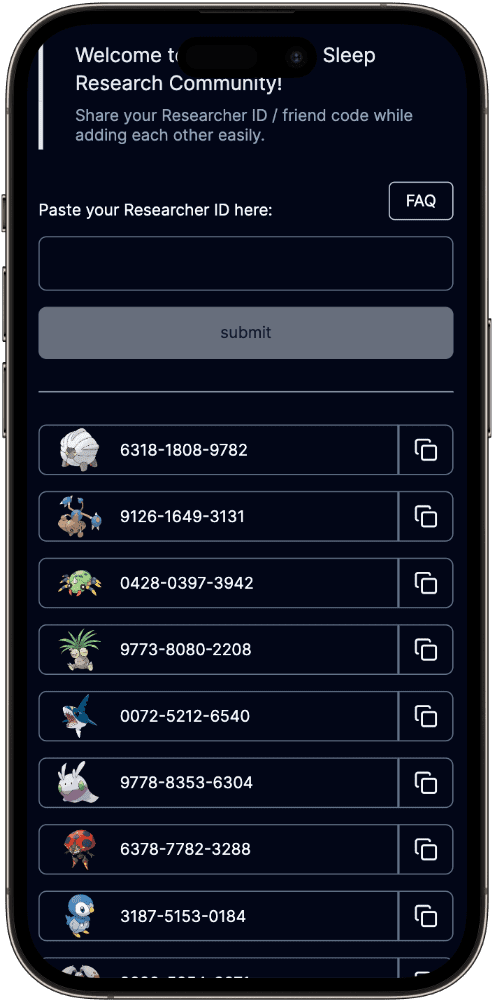 Welcome to Sleep
Research Community!
Share your Researcher ID / friend code while
adding each other easily.
Paste your Researcher ID here:
FAQ
submit
6318-1808-9782
9126-1649-3131
0428-0397-3942
9773-8080-2208
0072-5212-6540
9778-8353-6304
6378-7782-3288
3187-5153-0184